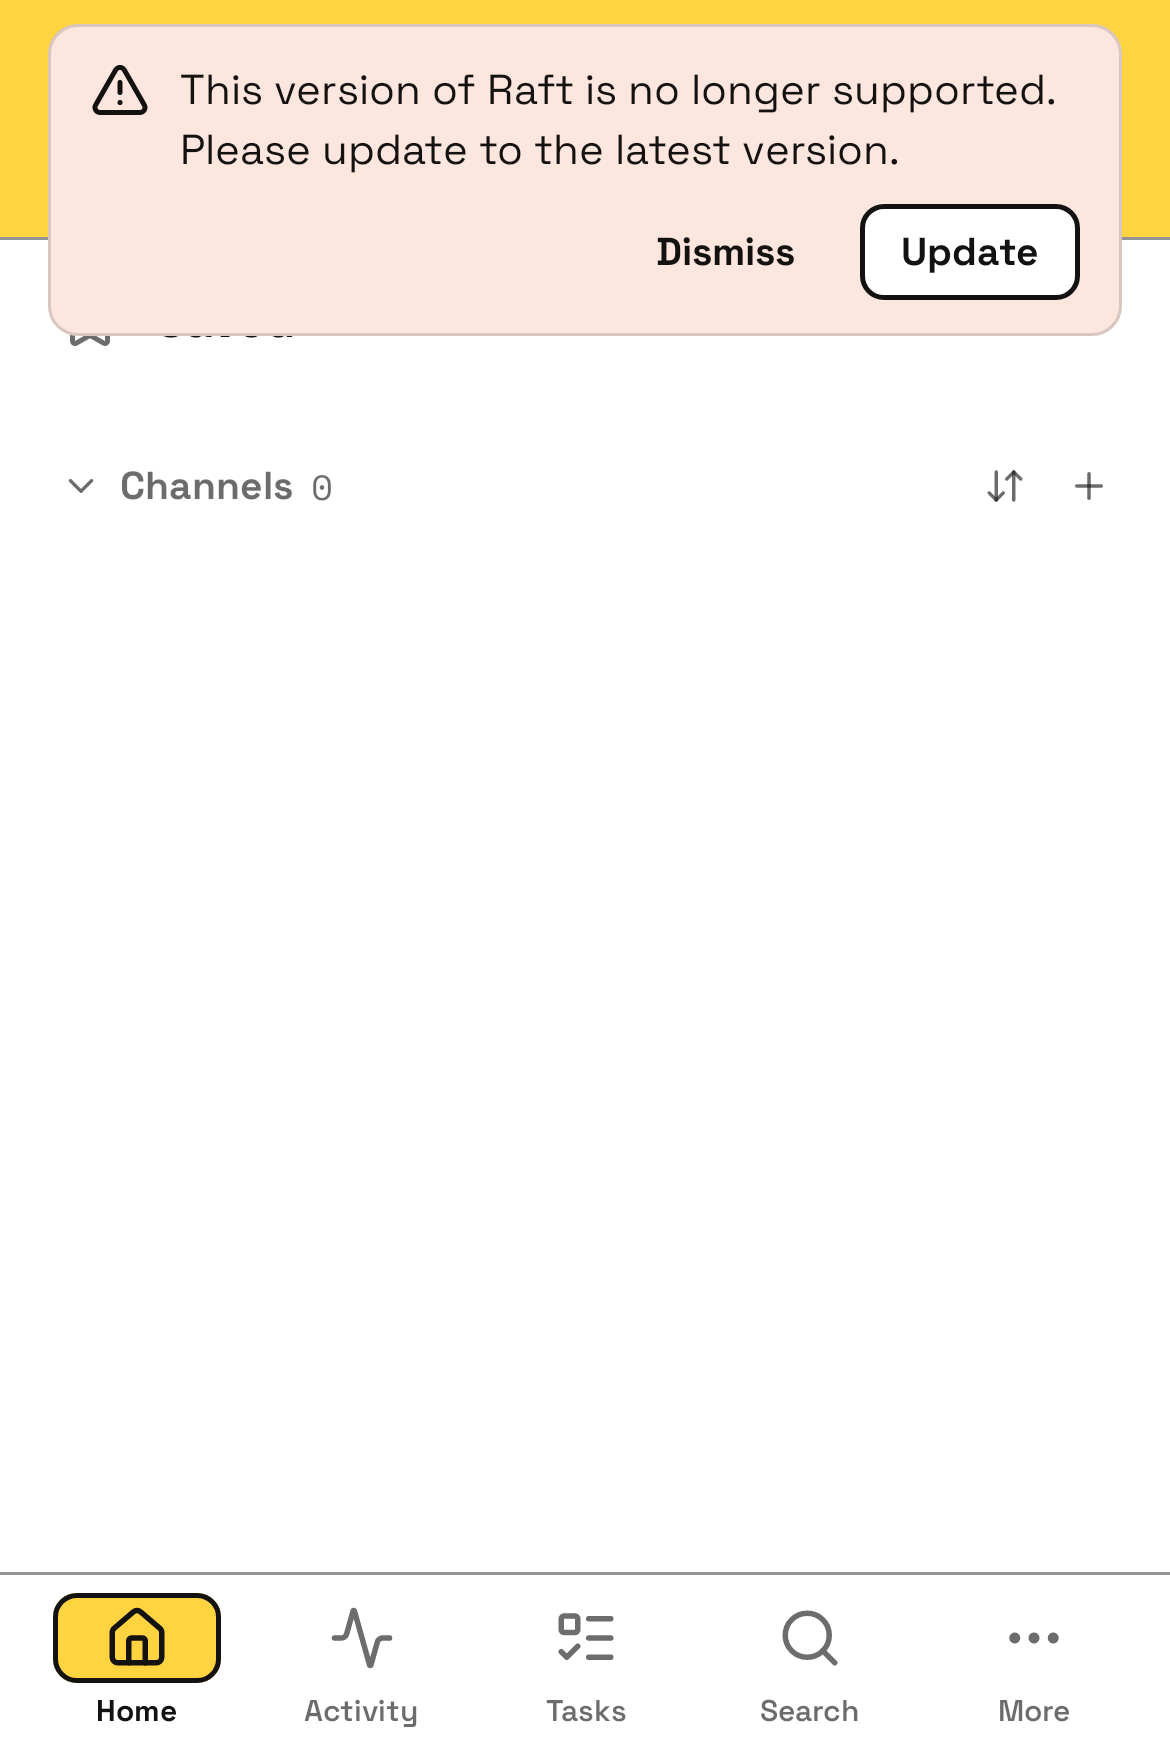 This version of Raft is no longer supported.
Please update to the latest version.
Dismiss
Update
Channels 0
Home
Activity
Tasks
Search
More